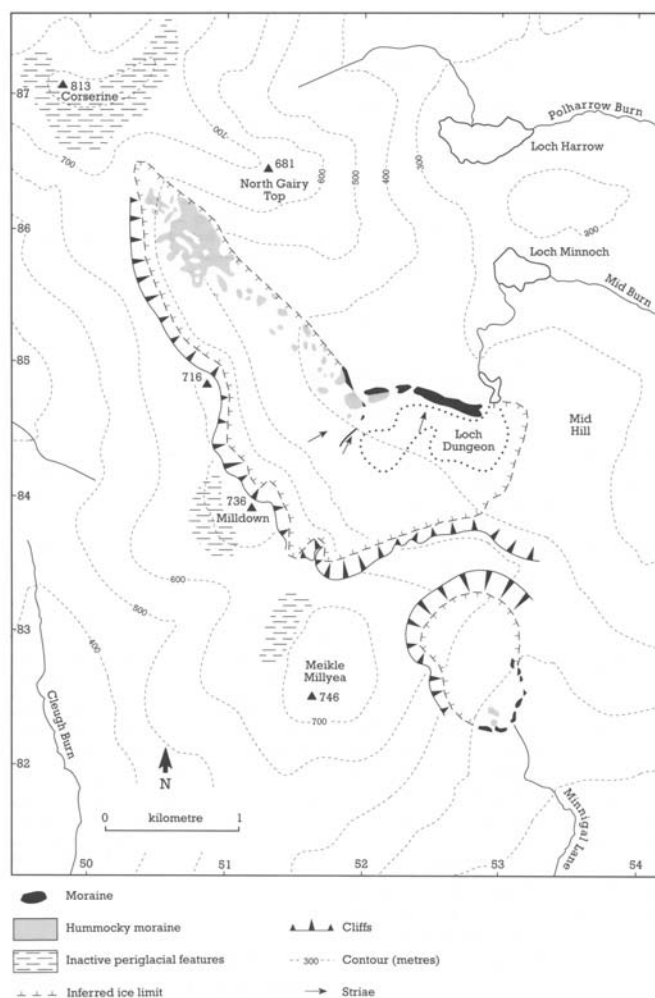 87
813
Corserine
700
700
681
North Gairy
Top
600
500
400
300
Polharrow Burn
Loch Harrow
300
86
Loch Minnoch
Mid Burn
85
716
Loch
Dungeon
Mid
Hill
84
736
Milldown
600
500
400
83
Meikle
Millyea
746
700
Cleugh Burn
82
N
0 kilometre 1
Minnigal Lane
50 51 52 53 54
Moraine
Hummocky moraine
Cliffs
Inactive periglacial features
300 Contour (metres)
Inferred ice limit
Striae